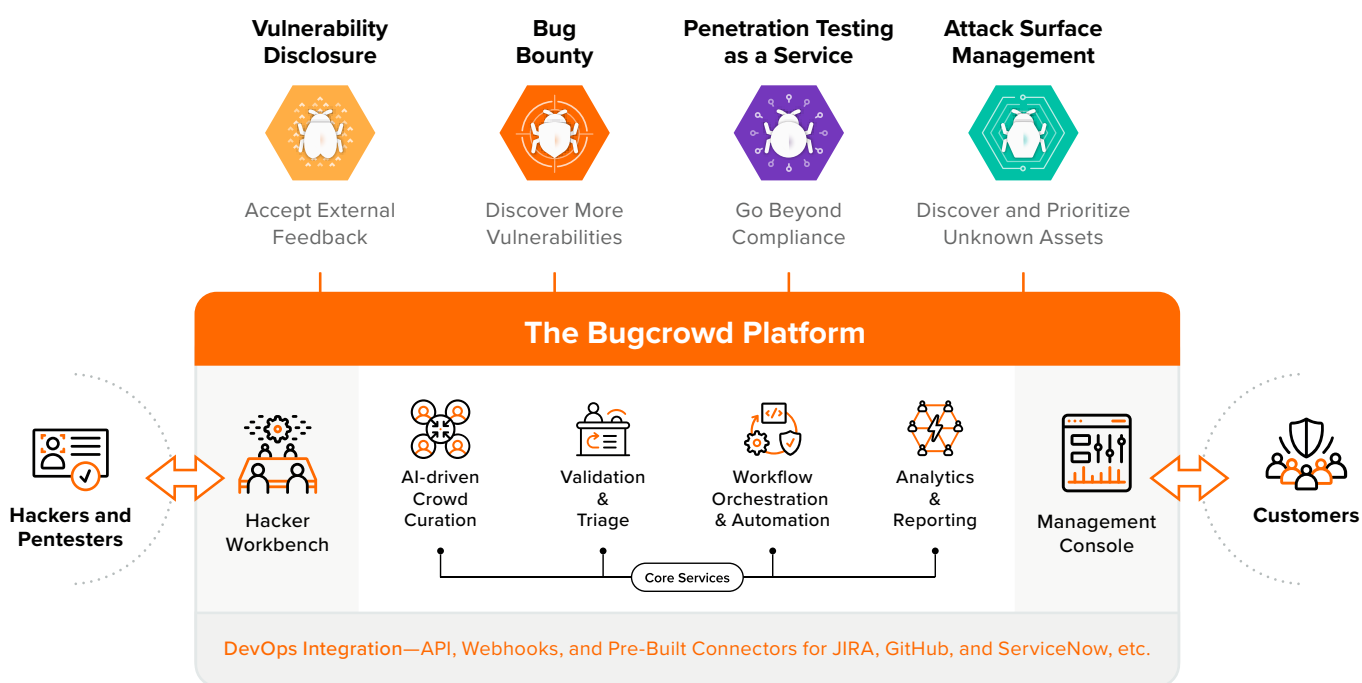 Vulnerability
Disclosure
Bug
Bounty
Penetration Testing
as a Service
Attack Surface
Management
Accept External
Feedback
Discover More
Vulnerabilities
Go Beyond
Compliance
Discover and Prioritize
Unknown Assets
The Bugcrowd Platform
Hackers and
Pentesters
Hacker
Workbench
AI-driven
Crowd
Curation
Validation
&
Triage
</>
Workflow
Orchestration
& Automation
Analytics
&
Reporting
Management
Console
Customers
Core Services
DevOps Integration—API, Webhooks, and Pre-Built Connectors for JIRA, GitHub, and ServiceNow, etc.